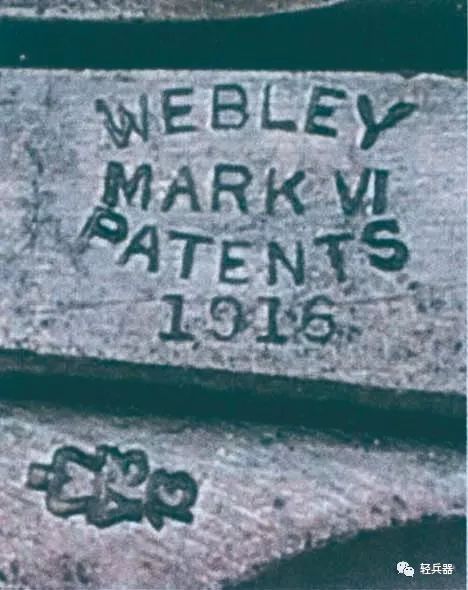 WEBLEY
MARK VI
PATENTS
1916
轻兵器